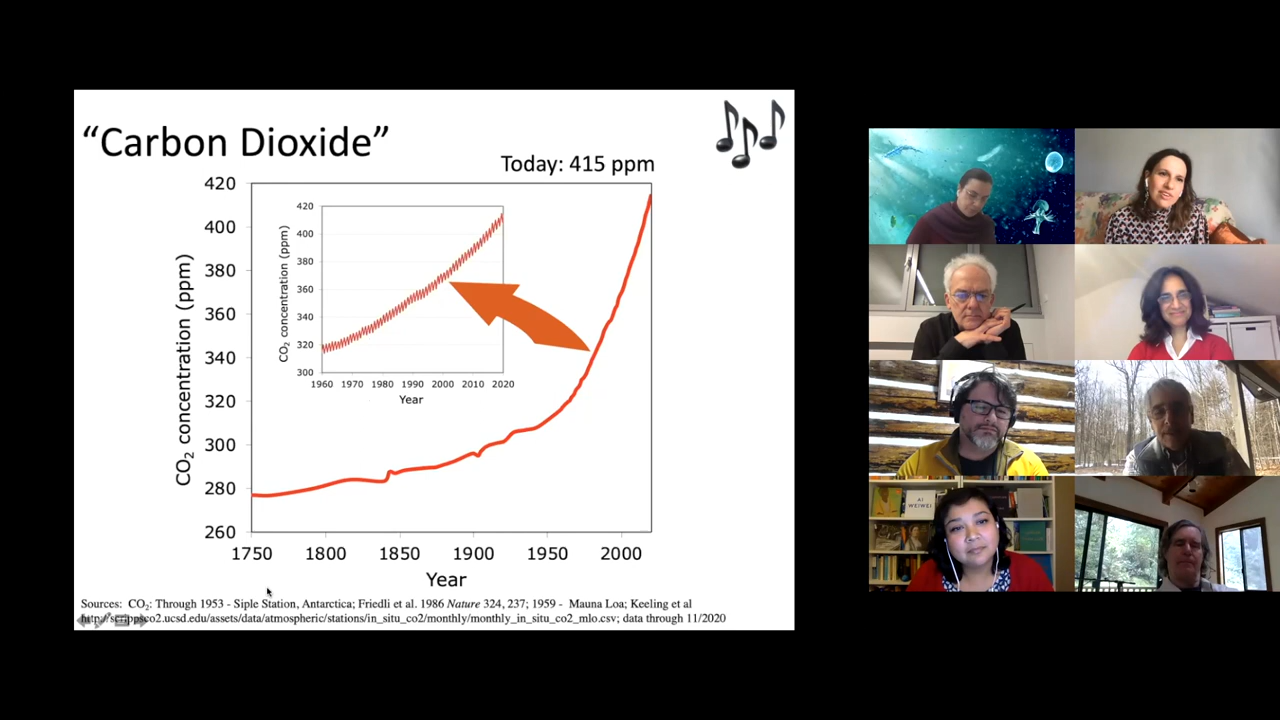 “Carbon Dioxide”
Today: 415 ppm
420
400
380
360
340
320
300
280
260
CO₂ concentration (ppm)
1750
1800
1850
1900
1950
2000
Year
420
400
380
360
340
320
300
CO₂ concentration (ppm)
1960
1970
1980
1990
2000
2010
2020
Year
Sources: CO₂: Through 1953 - Siple Station, Antarctica; Friedli et al. 1986 Nature 324, 237; 1959 - Mauna Loa; Keeling et al
http://scrippsco2.ucsd.edu/assets/data/atmospheric/stations/in_situ_co2/monthly/monthly_in_situ_co2_mlo.csv; data through 11/2020
AI
WEIWEI